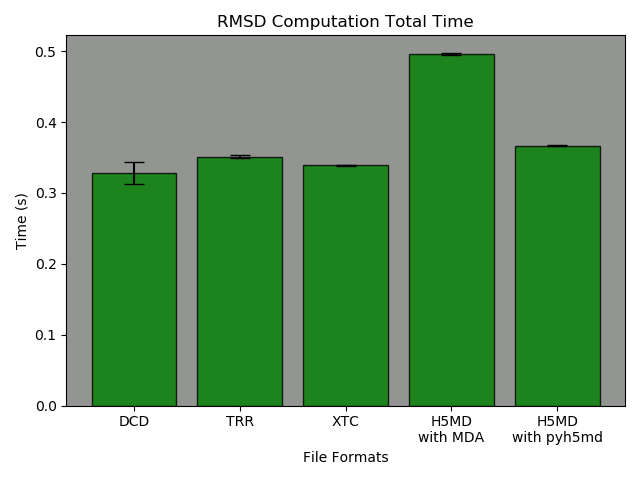 RMSD Computation Total Time
0.5
0.4
0.3
0.2
0.1
0.0
Time (s)
DCD
TRR
XTC
H5MD
with MDA
H5MD
with pyh5md
File Formats